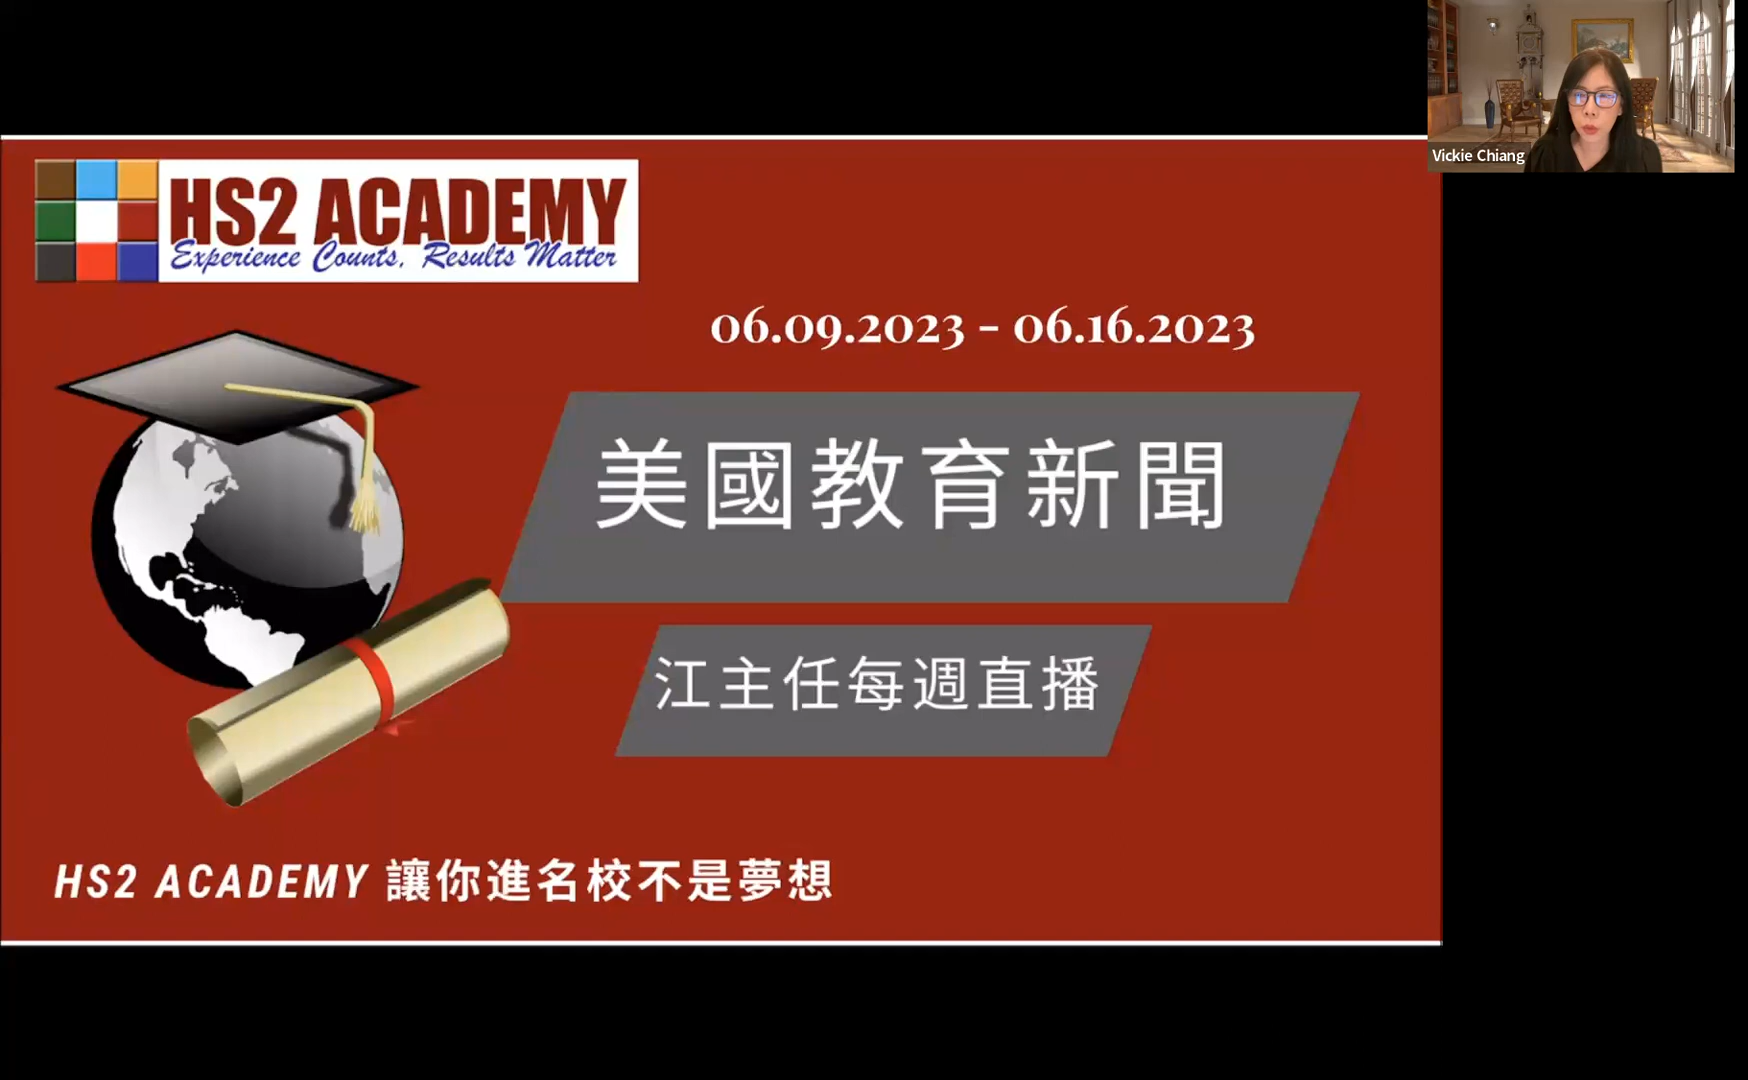 Vickie Chiang
HS2 ACADEMY
Experience Counts, Results Matter
06.09.2023 - 06.16.2023
美國教育新聞
江主任每週直播
HS2 ACADEMY 讓你進名校不是夢想